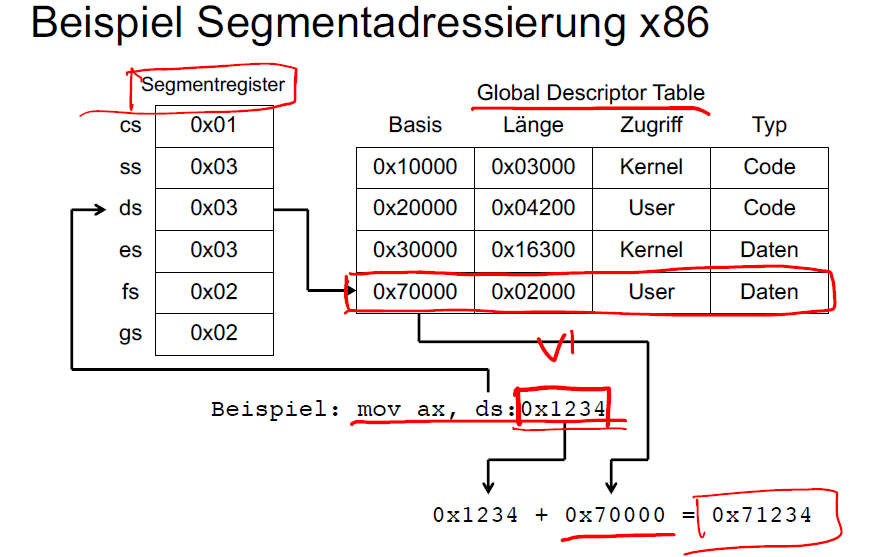 Beispiel Segmentadressierung x86
Segmentregister
Global Descriptor Table
Basis Länge Zugriff Typ
cs 0x01
ss 0x03 0x10000 0x03000 Kernel Code
ds 0x03 0x20000 0x04200 User Code
es 0x03 0x30000 0x16300 Kernel Daten
fs 0x02 0x70000 0x02000 User Daten
gs 0x02
Beispiel: mov ax, ds:0x1234
0x1234 + 0x70000 = 0x71234